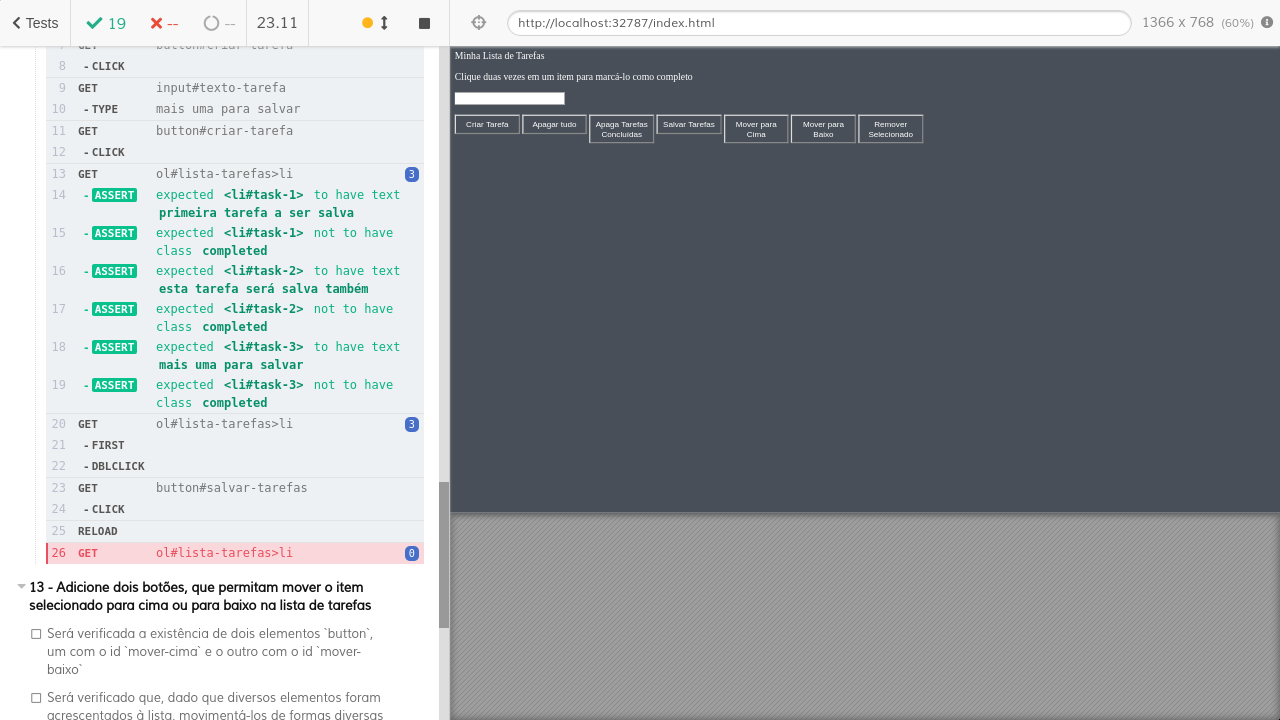 Tests
19
--
--
23.11
http://localhost:32787/index.html
1366 x 768 (60%)
7 GET button#criar-tarefa
8 - CLICK
9 GET input#texto-tarefa
10 - TYPE mais uma para salvar
11 GET button#criar-tarefa
12 - CLICK
13 GET ol#lista-tarefas>li 3
14 - ASSERT expected <li#task-1> to have text
primeira tarefa a ser salva
15 - ASSERT expected <li#task-1> not to have
class completed
16 - ASSERT expected <li#task-2> to have text
esta tarefa será salva também
17 - ASSERT expected <li#task-2> not to have
class completed
18 - ASSERT expected <li#task-3> to have text
mais uma para salvar
19 - ASSERT expected <li#task-3> not to have
class completed
20 GET ol#lista-tarefas>li 3
21 - FIRST
22 - DBLCLICK
23 GET button#salvar-tarefas
24 - CLICK
25 RELOAD
26 GET ol#lista-tarefas>li 0
13 - Adicione dois botões, que permitam mover o item
selecionado para cima ou para baixo na lista de tarefas
Será verificada a existência de dois elementos `button`,
um com o id `mover-cima` e o outro com o id `mover-
baixo`
Será verificado que, dado que diversos elementos foram
acrescentados à lista, movimentá-los de formas diversas
Minha Lista de Tarefas
Clique duas vezes em um item para marcá-lo como completo
Criar Tarefa
Apagar tudo
Apaga Tarefas
Concluídas
Salvar Tarefas
Mover para
Cima
Mover para
Baixo
Remover
Selecionado